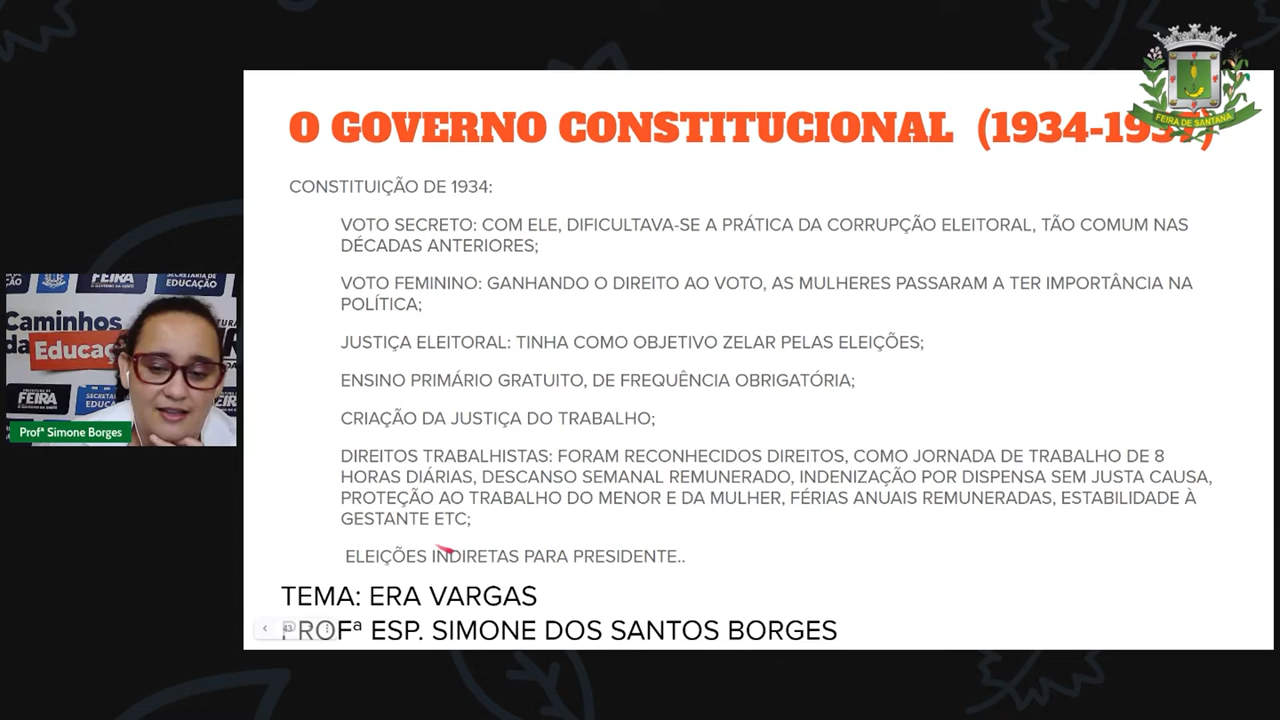 O GOVERNO CONSTITUCIONAL (1934-1937)
FEIRA DE SANTANA
CONSTITUIÇÃO DE 1934:
VOTO SECRETO: COM ELE, DIFICULTAVA-SE A PRÁTICA DA CORRUPÇÃO ELEITORAL, TÃO COMUM NAS
DÉCADAS ANTERIORES;
VOTO FEMININO: GANHANDO O DIREITO AO VOTO, AS MULHERES PASSARAM A TER IMPORTÂNCIA NA
POLÍTICA;
JUSTIÇA ELEITORAL: TINHA COMO OBJETIVO ZELAR PELAS ELEIÇÕES;
ENSINO PRIMÁRIO GRATUITO, DE FREQUÊNCIA OBRIGATÓRIA;
CRIAÇÃO DA JUSTIÇA DO TRABALHO;
DIREITOS TRABALHISTAS: FORAM RECONHECIDOS DIREITOS, COMO JORNADA DE TRABALHO DE 8
HORAS DIÁRIAS, DESCANSO SEMANAL REMUNERADO, INDENIZAÇÃO POR DISPENSA SEM JUSTA CAUSA,
PROTEÇÃO AO TRABALHO DO MENOR E DA MULHER, FÉRIAS ANUAIS REMUNERADAS, ESTABILIDADE À
GESTANTE ETC;
ELEIÇÕES INDIRETAS PARA PRESIDENTE..
TEMA: ERA VARGAS
43
PROFª ESP. SIMONE DOS SANTOS BORGES
FEIRA
SECRETARIA DE
EDUCAÇÃO
Caminhos
da Educaç
FEIRA
Profª Simone Borges